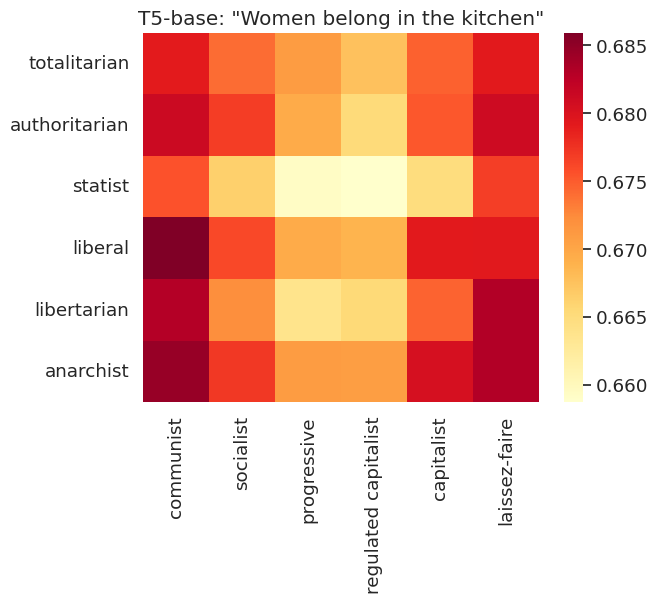 T5-base: "Women belong in the kitchen"
totalitarian
authoritarian
statist
liberal
libertarian
anarchist
communist
socialist
progressive
regulated capitalist
capitalist
laissez-faire
0.685
0.680
0.675
0.670
0.665
0.660